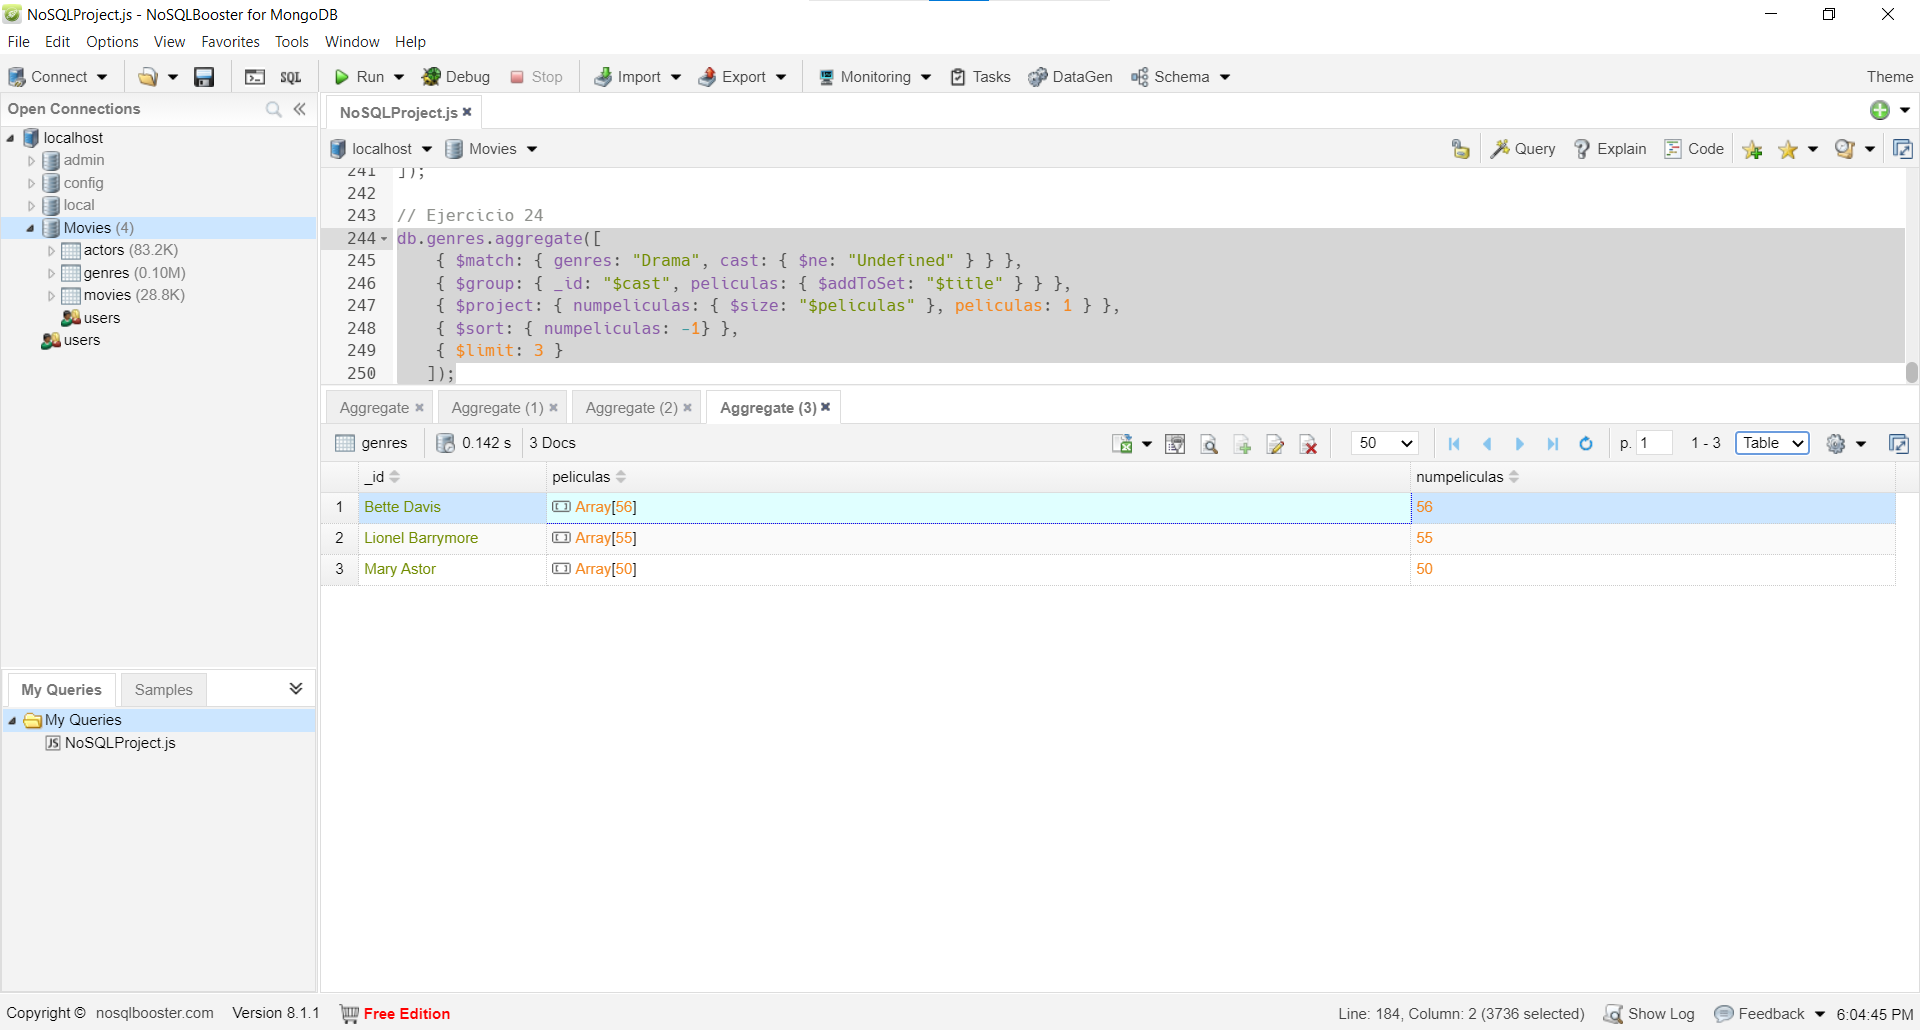 NoSQLProject.js - NoSQLBooster for MongoDB
File Edit Options View Favorites Tools Window Help
Connect SQL Run Debug Stop Import Export Monitoring Tasks DataGen Schema Theme
Open Connections
localhost
admin
config
local
Movies (4)
actors (83.2K)
genres (0.10M)
movies (28.8K)
users
users
My Queries Samples
My Queries
JS NoSQLProject.js
NoSQLProject.js
localhost Movies Query Explain Code
241 ]);
242
243 // Ejercicio 24
244 db.genres.aggregate([
245 { $match: { genres: "Drama", cast: { $ne: "Undefined" } } },
246 { $group: { _id: "$cast", peliculas: { $addToSet: "$title" } } },
247 { $project: { numpeliculas: { $size: "$peliculas" }, peliculas: 1 } },
248 { $sort: { numpeliculas: -1} },
249 { $limit: 3 }
250 ]);
Aggregate Aggregate (1) Aggregate (2) Aggregate (3)
genres 0.142 s 3 Docs 50 p. 1 1 - 3 Table
_id peliculas numpeliculas
1 Bette Davis Array[56] 56
2 Lionel Barrymore Array[55] 55
3 Mary Astor Array[50] 50
Copyright © nosqlbooster.com Version 8.1.1 Free Edition Line: 184, Column: 2 (3736 selected) Show Log Feedback 6:04:45 PM